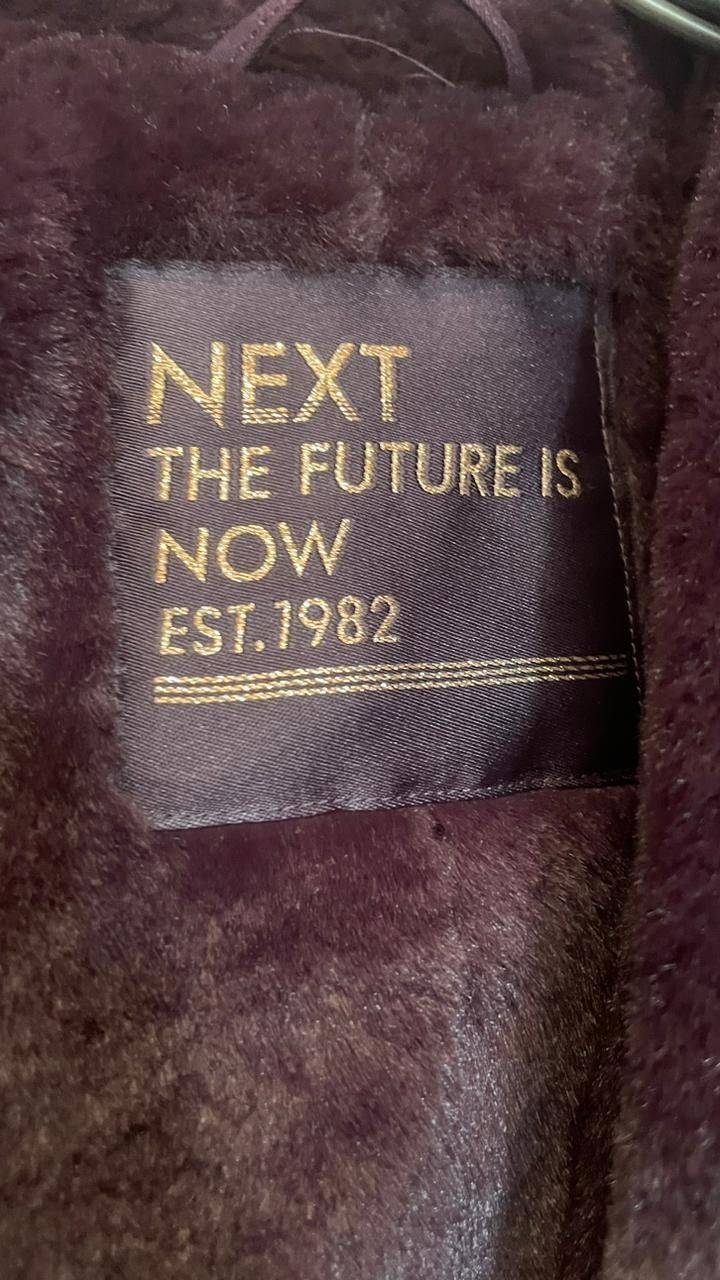 NEXT
THE FUTURE IS
NOW
EST.1982